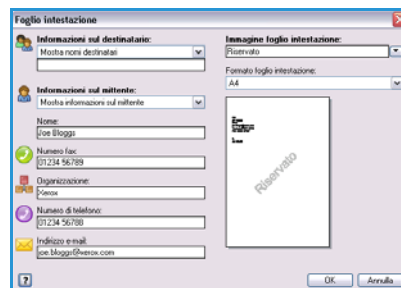 Foglio intestazione
Informazioni sul destinatario:
Mostra nomi destinatari
Informazioni sul mittente:
Mostra informazioni sul mittente
Nome:
Joe Bloggs
Numero fax:
01234 56789
Organizzazione:
Xerox
Numero di telefono:
01234 56788
Indirizzo e-mail:
joe.bloggs@xerox.com
Immagine foglio intestazione:
Riservato
Formato foglio intestazione:
A4
Riservato
?
OK
Annulla